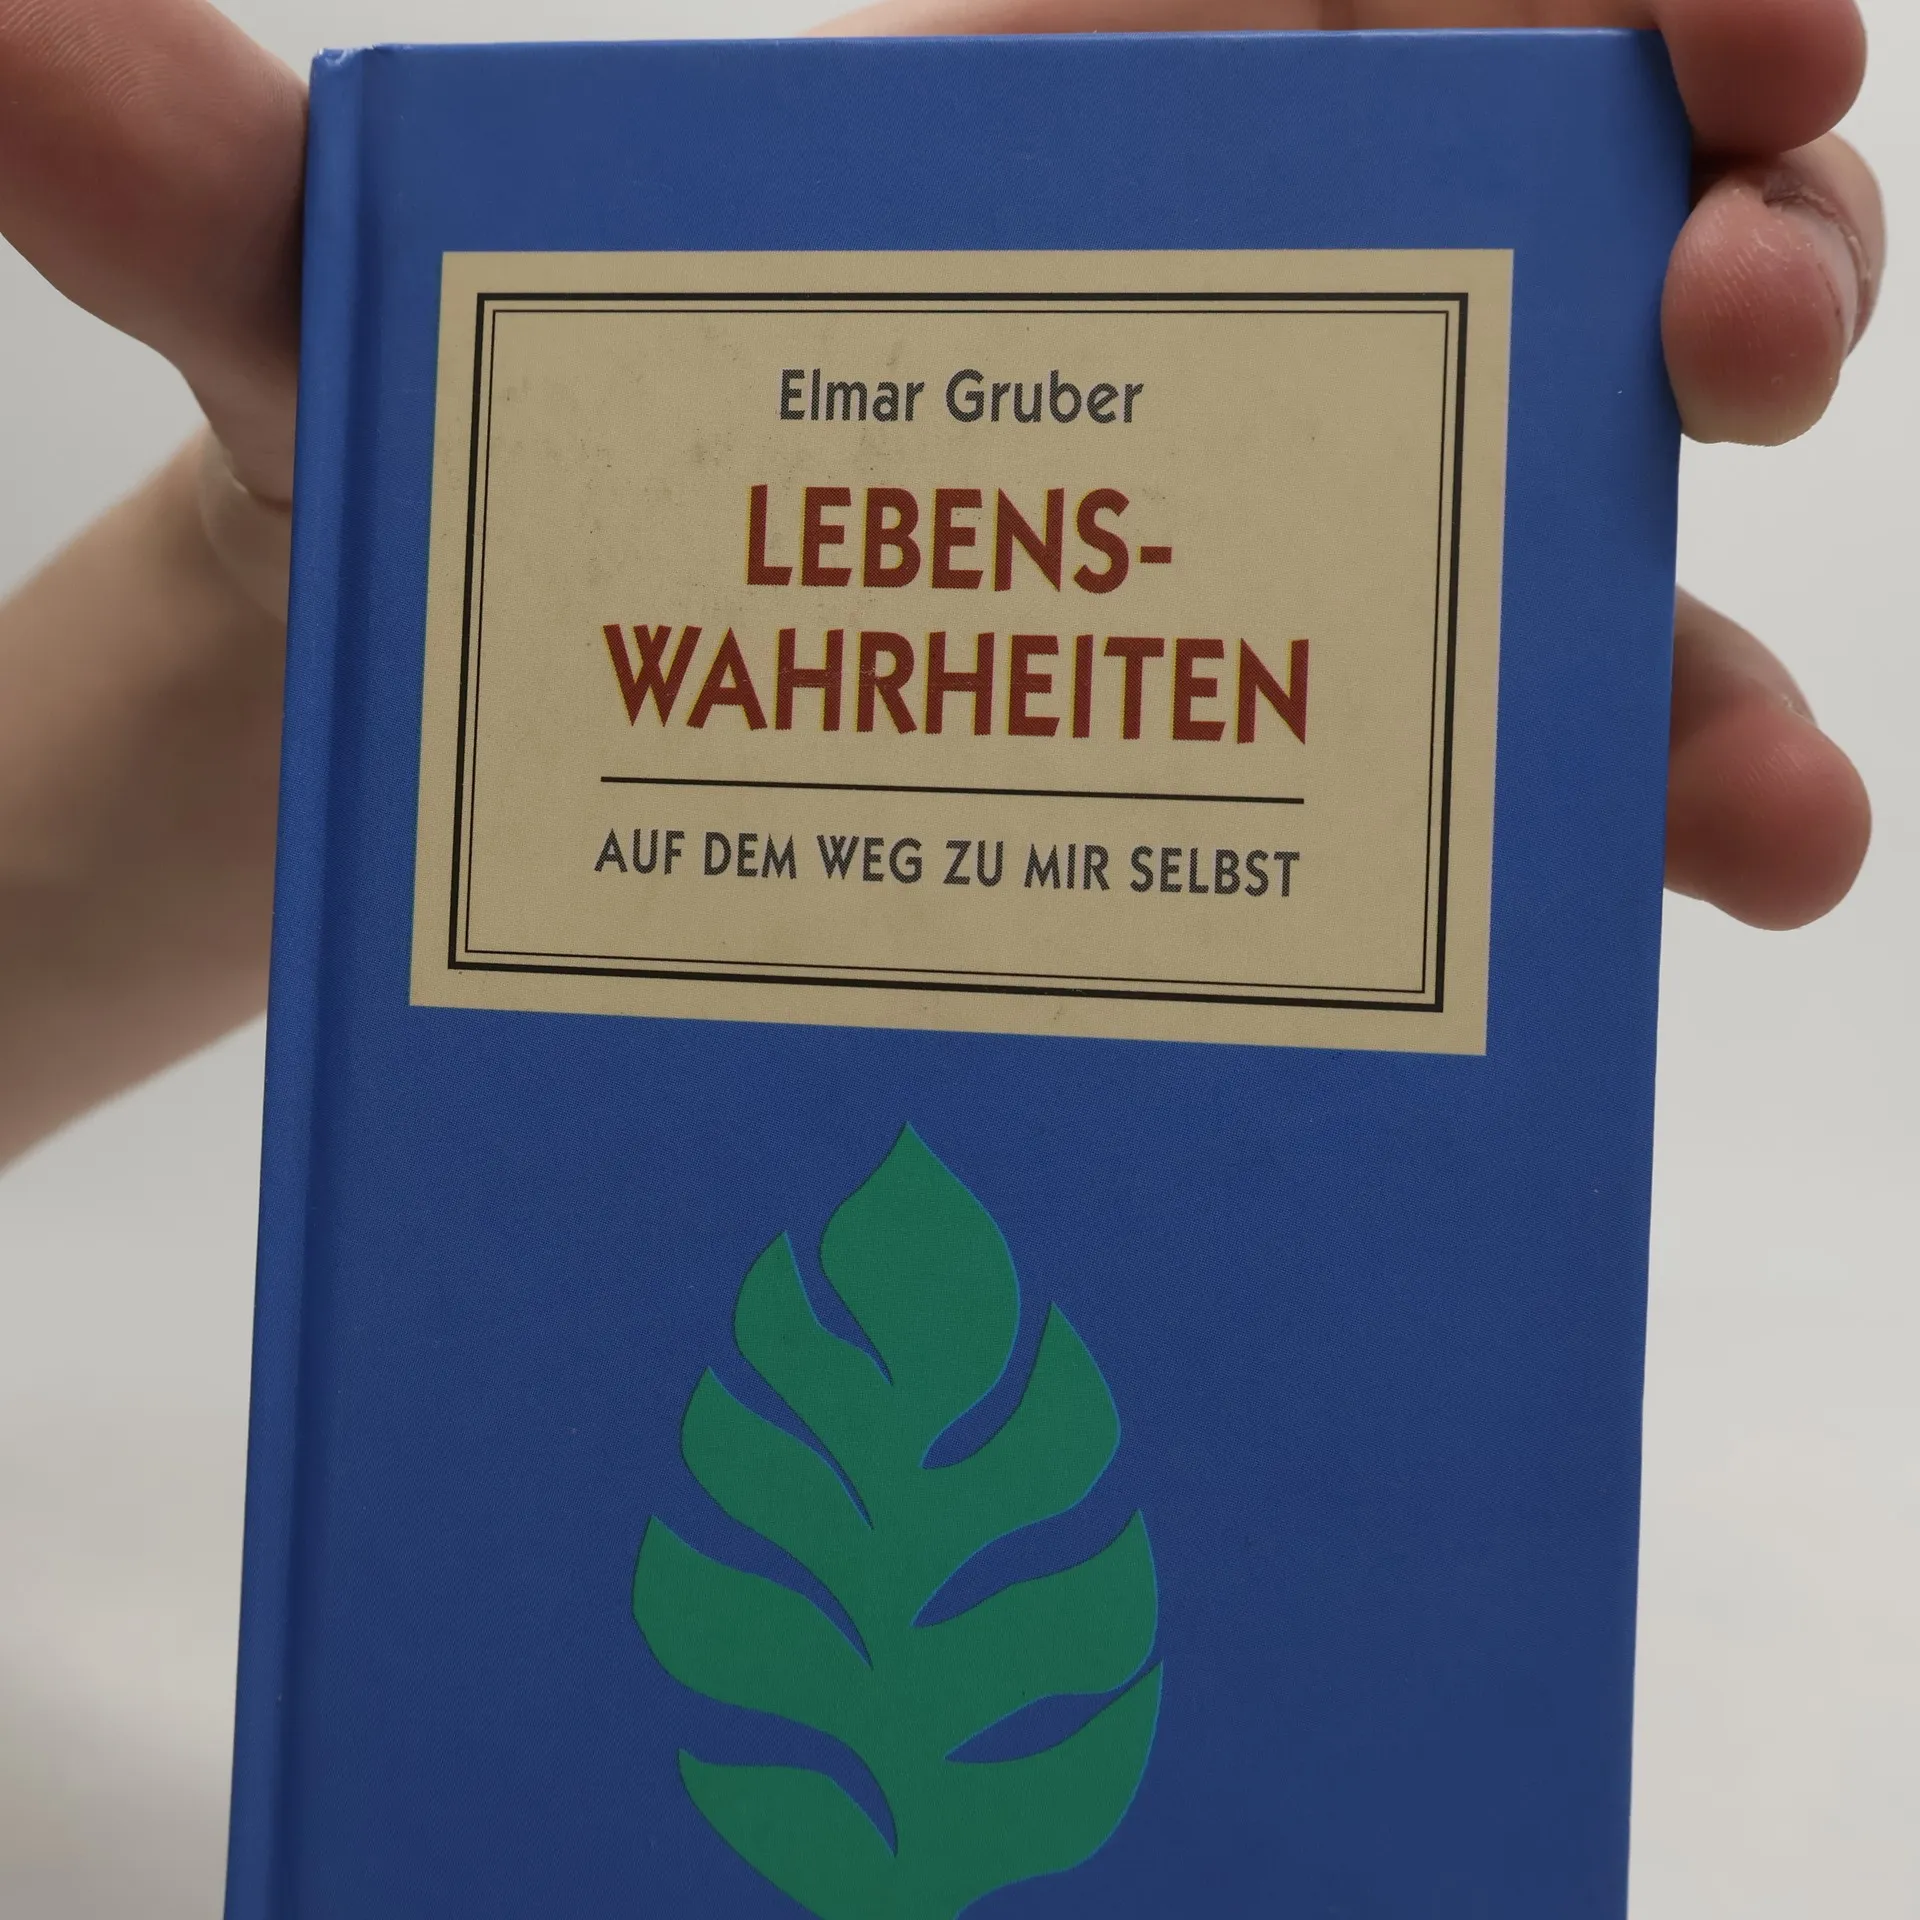 Elmar Gruber
LEBENS-
WAHRHEITEN
AUF DEM WEG ZU MIR SELBST